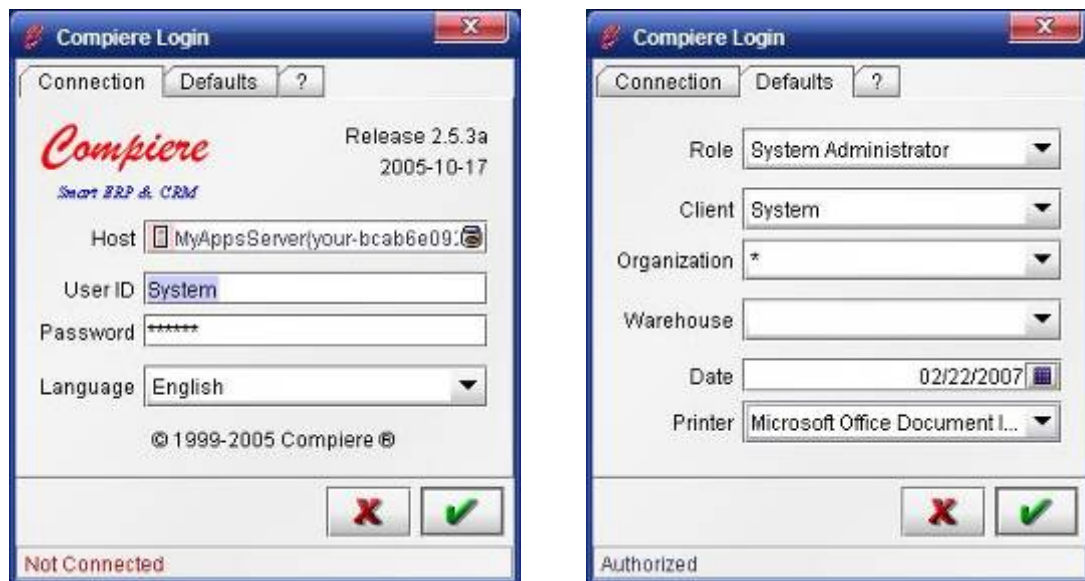 Compiere Login
Connection Defaults ?
Compiere
Smart ERP & CRM
Release 2.5.3a
2005-10-17
Host MyAppsServer{your-bcab6e092
User ID System
Password ******
Language English
© 1999-2005 Compiere ®
Not Connected
Compiere Login
Connection Defaults ?
Role System Administrator
Client System
Organization *
Warehouse
Date 02/22/2007
Printer Microsoft Office Document I...
Authorized